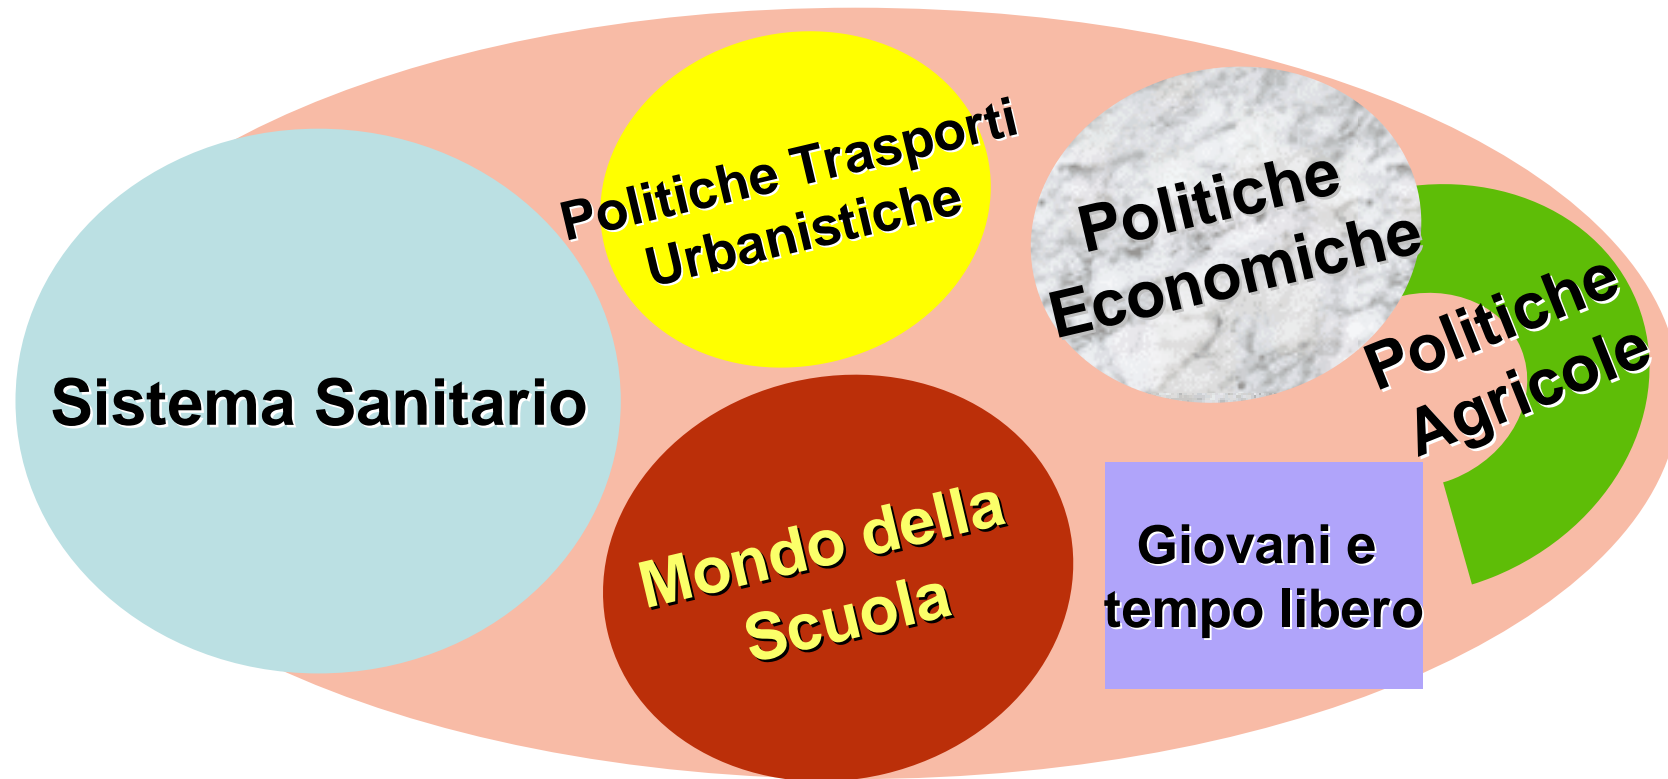 Sistema Sanitario
Politiche Trasporti
Urbanistiche
Politiche
Economiche
Politiche
Agricole
Mondo della
Scuola
Giovani e
tempo libero